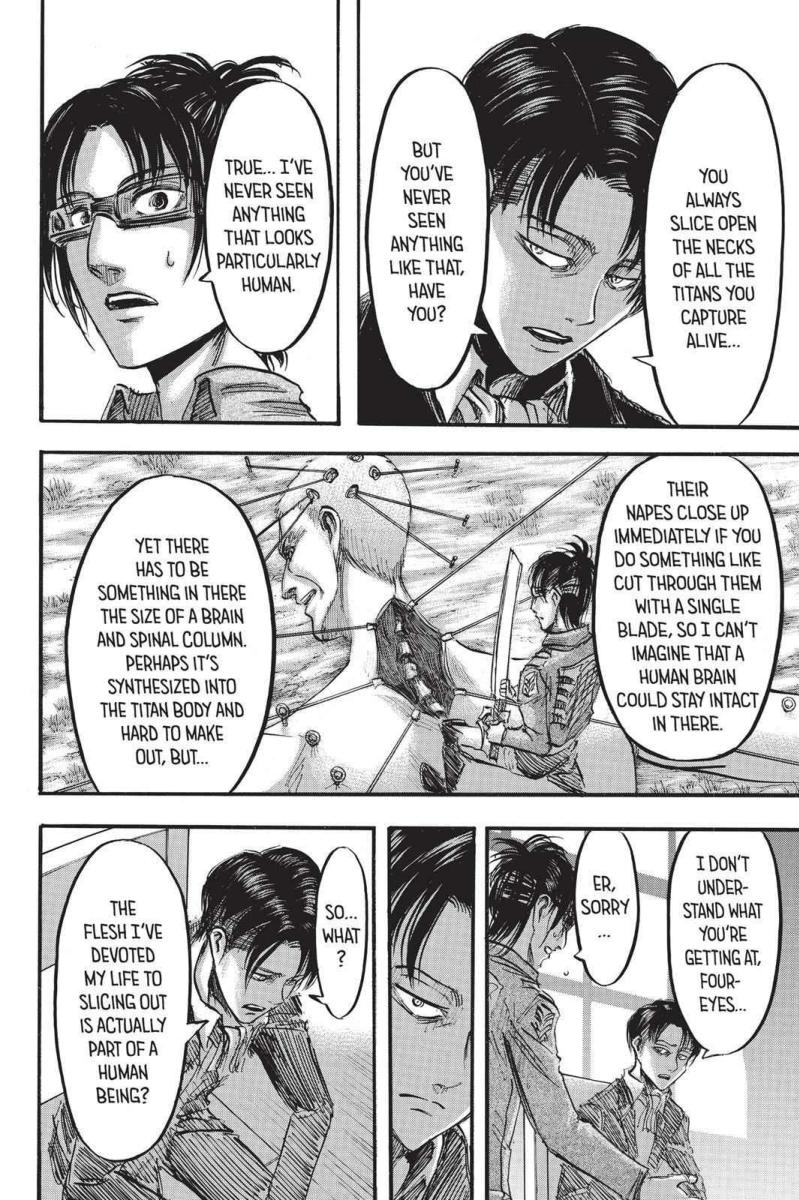 YOU
ALWAYS
SLICE OPEN
THE NECKS
OF ALL THE
TITANS YOU
CAPTURE
ALIVE...
BUT
YOU'VE
NEVER
SEEN
ANYTHING
LIKE THAT,
HAVE
YOU?
TRUE... I'VE
NEVER SEEN
ANYTHING
THAT LOOKS
PARTICULARLY
HUMAN.
THEIR
NAPES CLOSE UP
IMMEDIATELY IF YOU
DO SOMETHING LIKE
CUT THROUGH THEM
WITH A SINGLE
BLADE, SO I CAN'T
IMAGINE THAT A
HUMAN BRAIN
COULD STAY INTACT
IN THERE.
YET THERE
HAS TO BE
SOMETHING IN THERE
THE SIZE OF A BRAIN
AND SPINAL COLUMN.
PERHAPS IT'S
SYNTHESIZED INTO
THE TITAN BODY AND
HARD TO MAKE
OUT, BUT...
I DON'T
UNDER-
STAND WHAT
YOU'RE
GETTING AT,
FOUR-
EYES...
ER,
SORRY
...
SO...
WHAT
?
THE
FLESH I'VE
DEVOTED
MY LIFE TO
SLICING OUT
IS ACTUALLY
PART OF A
HUMAN
BEING?